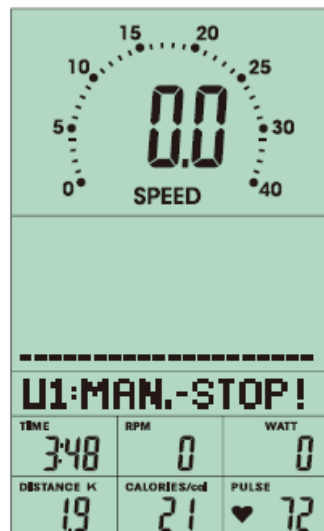 15 20
10 25
5 30
0 40
0.0
SPEED
U1:MAN.-STOP!
TIME RPM WATT
3:48 0 0
DISTANCE K CALORIES/cal PULSE
1.9 21 72